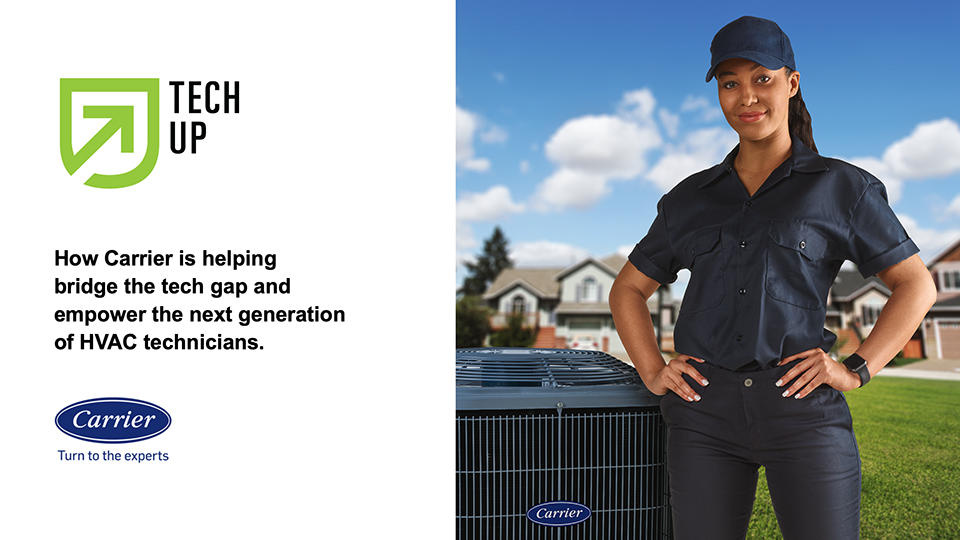 TECH
UP
How Carrier is helping
bridge the tech gap and
empower the next generation
of HVAC technicians.
Carrier
Turn to the experts
Carrier